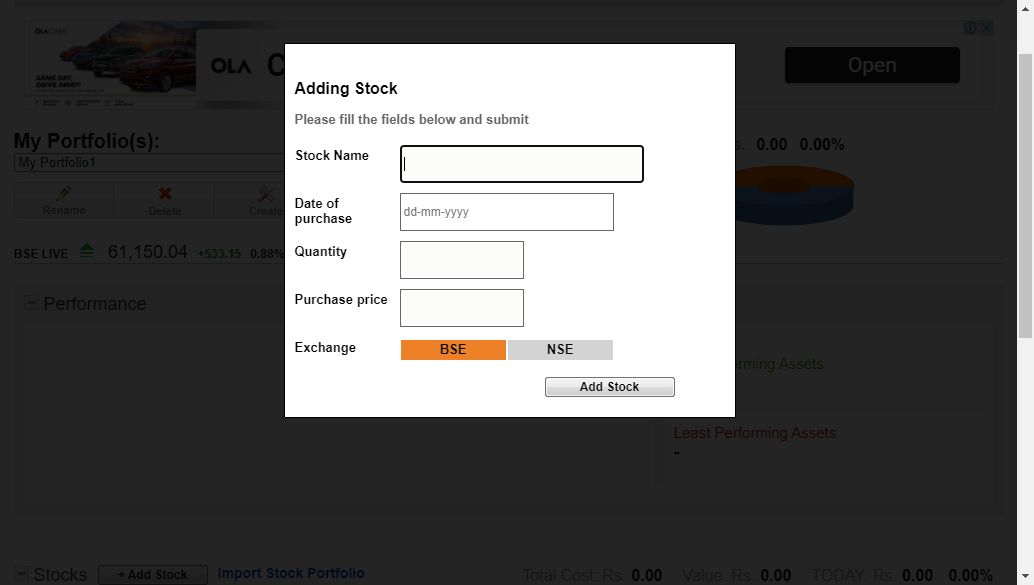 OLA CARS
SAME DAY,
DRIVE AWAY!
OLA C
Open
Adding Stock
Please fill the fields below and submit
Stock Name
Date of
purchase
dd-mm-yyyy
Quantity
Purchase price
Exchange
BSE
NSE
Add Stock
My Portfolio(s):
My Portfolio1
0.00 0.00%
Rename
Delete
Create
BSE LIVE 61,150.04 +533.15 0.88%
Performance
rming Assets
Least Performing Assets
-
Stocks
+ Add Stock
Import Stock Portfolio
Total Cost: Rs. 0.00 Value: Rs. 0.00 TODAY: Rs. 0.00 0.00%